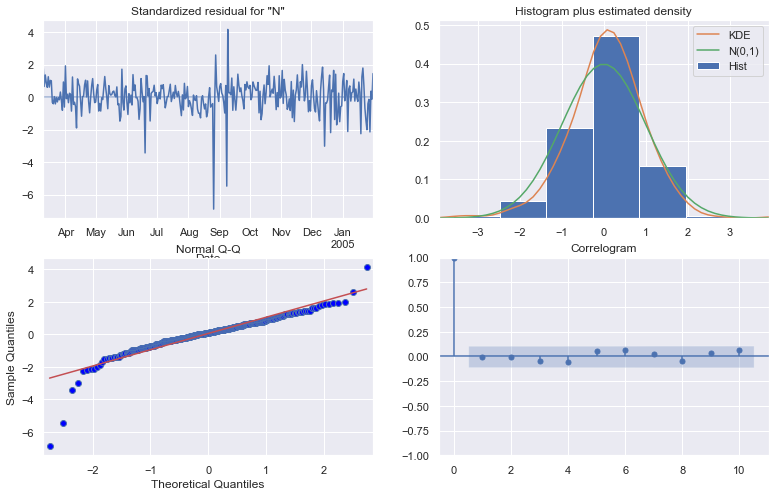 Standardized residual for "N"
4
2
0
−2
−4
−6
Apr May Jun Jul Aug Sep Oct Nov Dec Jan
2005
Date
Histogram plus estimated density
KDE
N(0,1)
Hist
0.5
0.4
0.3
0.2
0.1
0.0
−3 −2 −1 0 1 2 3
Normal Q-Q
Sample Quantiles
4
2
0
−2
−4
−6
−2 −1 0 1 2
Theoretical Quantiles
Correlogram
1.00
0.75
0.50
0.25
0.00
−0.25
−0.50
−0.75
−1.00
0 2 4 6 8 10